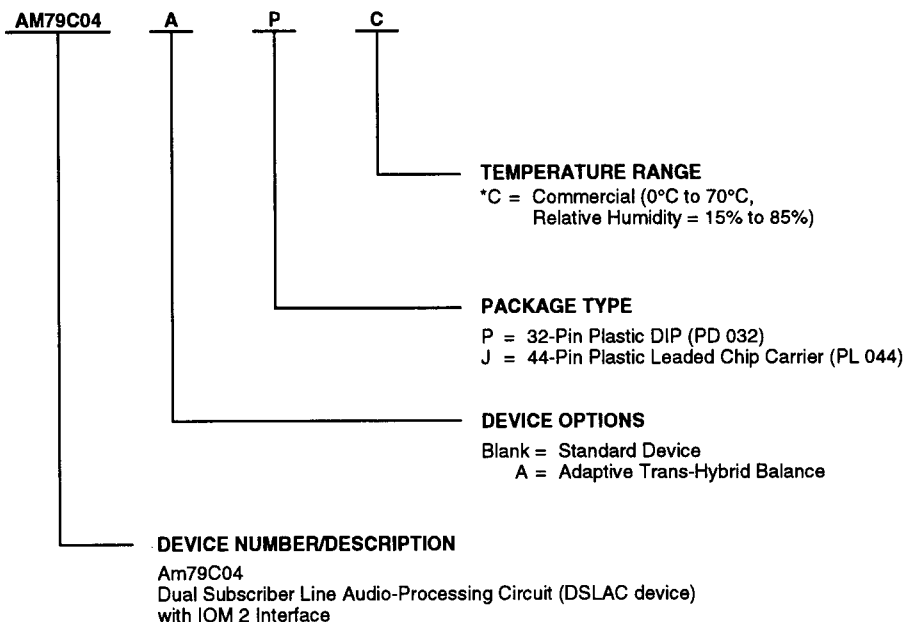 AM79C04 A P C
TEMPERATURE RANGE
*C = Commercial (0°C to 70°C,
Relative Humidity = 15% to 85%)
PACKAGE TYPE
P = 32-Pin Plastic DIP (PD 032)
J = 44-Pin Plastic Leaded Chip Carrier (PL 044)
DEVICE OPTIONS
Blank = Standard Device
A = Adaptive Trans-Hybrid Balance
DEVICE NUMBER/DESCRIPTION
Am79C04
Dual Subscriber Line Audio-Processing Circuit (DSLAC device)
with IOM 2 Interface